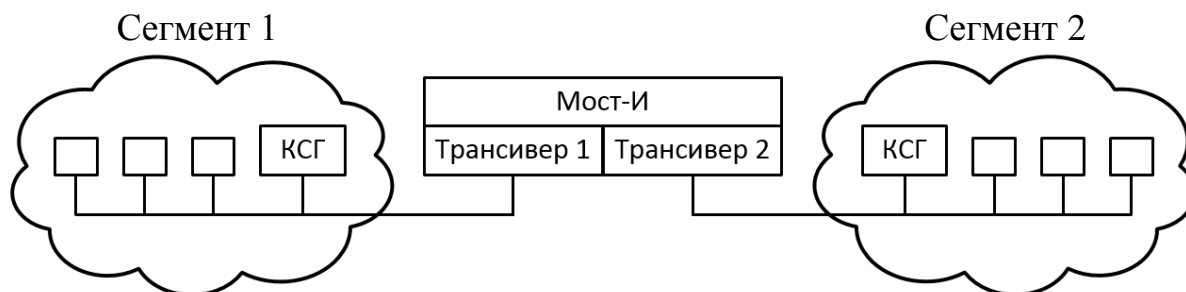 Сегмент 1
Сегмент 2
Мост-И
КСГ
Трансивер 1
Трансивер 2
КСГ